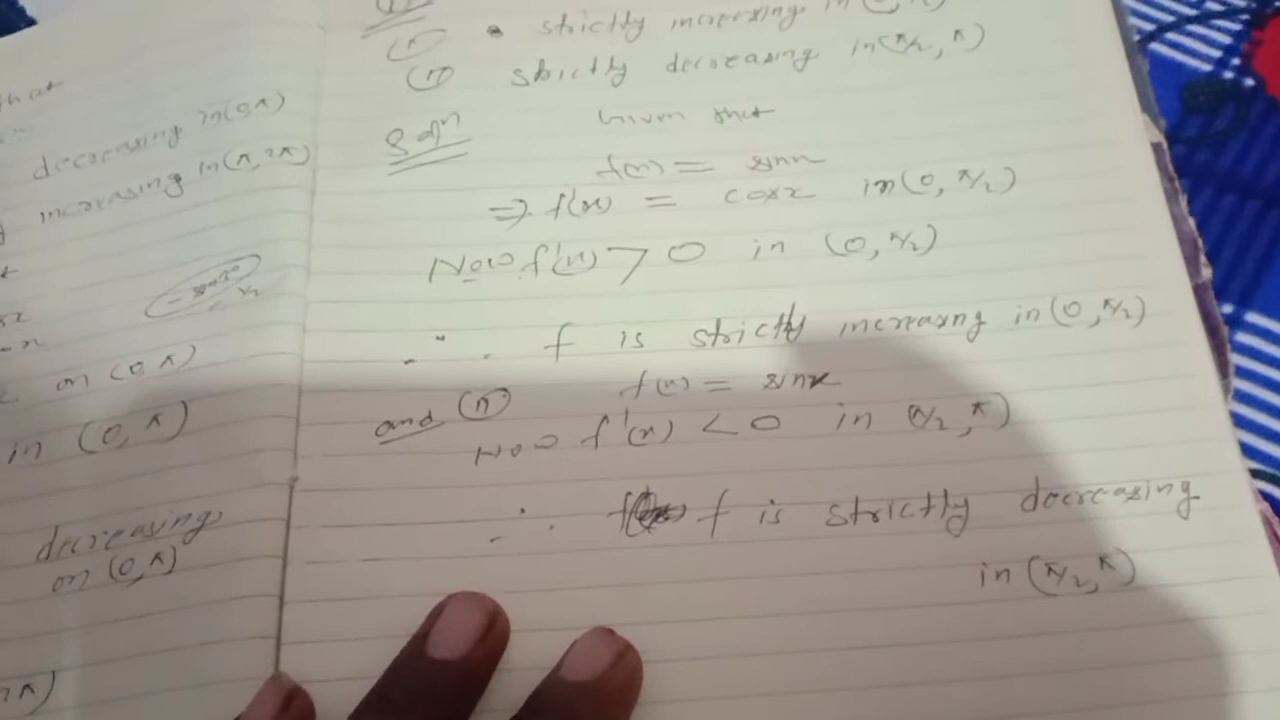 decreasing in(0,π)
increasing in(π,2π)
on (0,π)
in (0,π)
decreasing
on (0,π)
(i) strictly increasing in
(ii) strictly decreasing in(π/2, π)
Sol^n Given that
f(x) = sinx
⇒ f'(x) = cosx in(0, π/2)
Now f'(x) > 0 in (0, π/2)
∴ f is strictly increasing in(0, π/2)
and (ii) f(x) = sinx
Now f'(x) < 0 in (π/2, π)
∴ f is strictly decreasing
in (π/2, π)